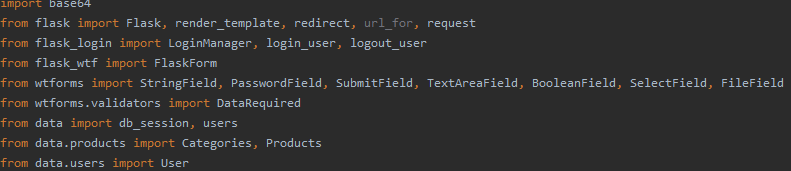 import base64
from flask import Flask, render_template, redirect, url_for, request
from flask_login import LoginManager, login_user, logout_user
from flask_wtf import FlaskForm
from wtforms import StringField, PasswordField, SubmitField, TextAreaField, BooleanField, SelectField, FileField
from wtforms.validators import DataRequired
from data import db_session, users
from data.products import Categories, Products
from data.users import User